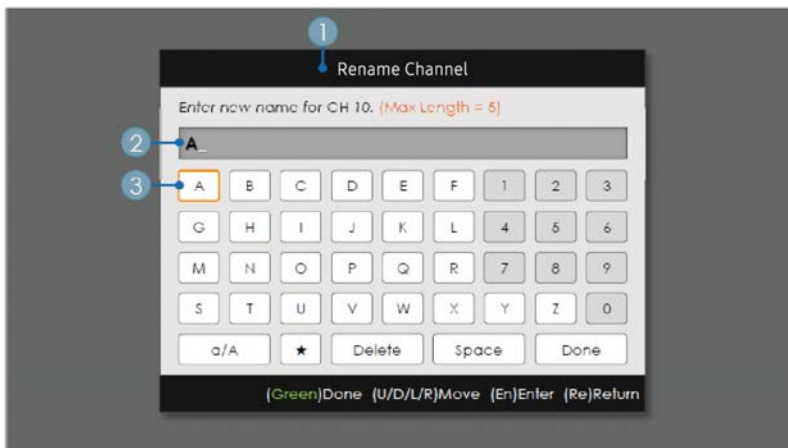 1
Rename Channel
Enter new name for CH 10. (Max Length = 5)
2
A_
3
A B C D E F 1 2 3
G H I J K L 4 5 6
M N O P Q R 7 8 9
S T U V W X Y Z 0
a/A ★ Delete Space Done
(Green)Done (U/D/L/R)Move (En)Enter (Re)Return